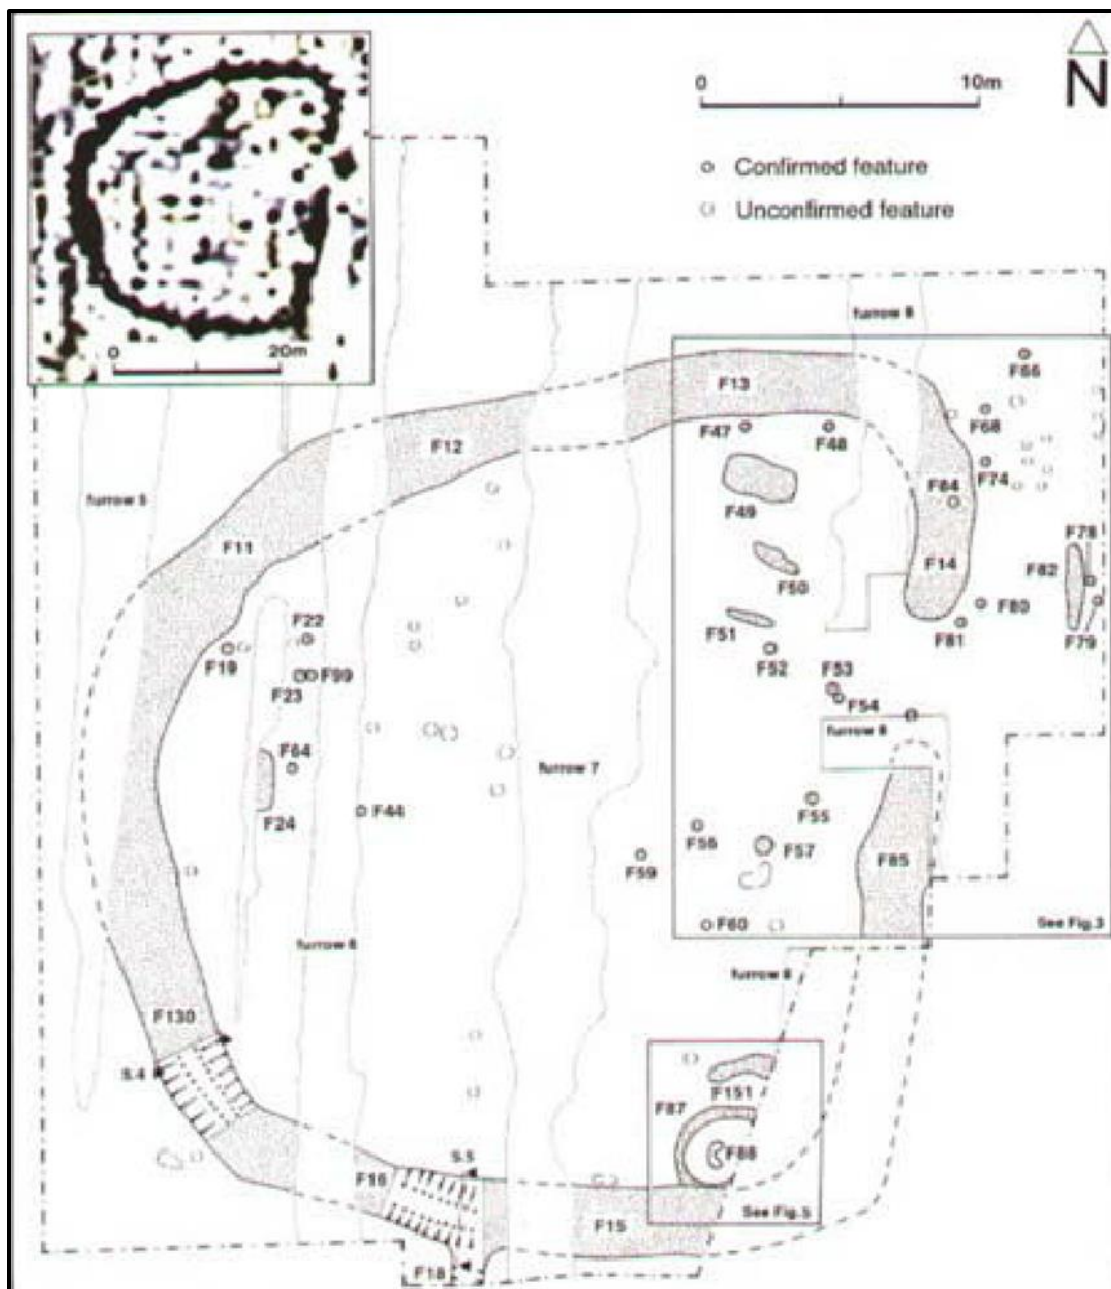 0 10m
N
Confirmed feature
Unconfirmed feature
0 20m
furrow 8
F13
F66
F68
F47
F48
F12
F74
furrow 5
F84
F49
F78
F11
F14
F82
F50
F80
F22
F51
F81
F79
F19
F52
F99
F23
F53
F54
furrow 8
F64
furrow 7
F44
F55
F24
F56
F57
F85
F59
F60
See Fig.3
furrow 6
furrow 8
F130
S.4
F151
F87
F88
S.5
F16
See Fig.5
F15
F18